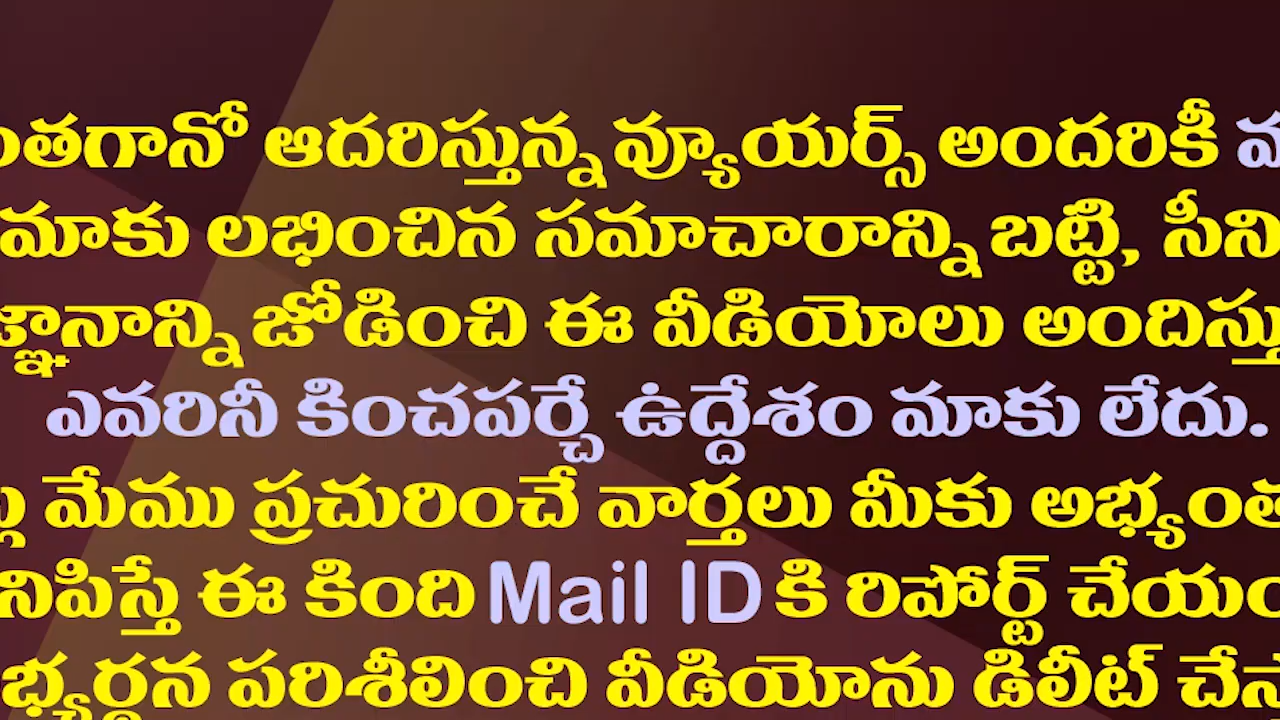 ఆదరిస్తున్న వ్యూయర్స్ అందరికీ
మాకు లభించిన సమాచారాన్ని బట్టి, సీని
జోడించి ఈ వీడియోలు
ఎవరినీ కించపర్చే ఉద్దేశం మాకు లేదు.
మేము ప్రచురించే వార్తలు మీకు
ఈ కింది Mail ID కి రిపోర్ట్
పరిశీలించి వీడియోను డిలీట్